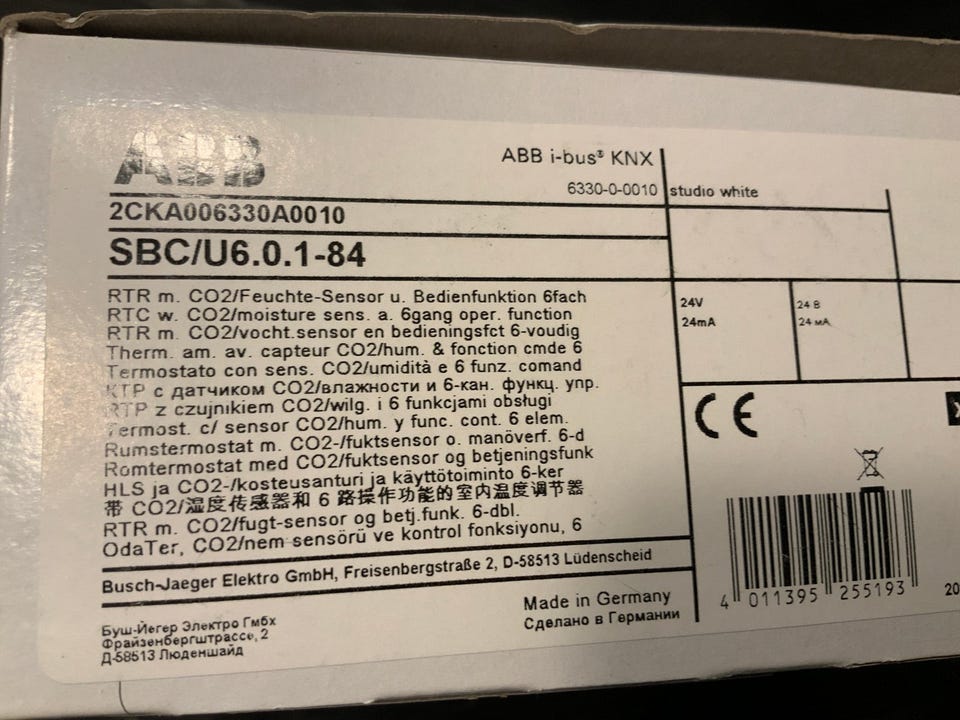 ABB
ABB i-bus® KNX
6330-0-0010
studio white
2CKA006330A0010
SBC/U6.0.1-84
RTR m. CO2/Feuchte-Sensor u. Bedienfunktion 6fach
RTC w. CO2/moisture sens. a. 6gang oper. function
RTR m. CO2/vocht.sensor en bedieningsfct 6-voudig
Therm. am. av. capteur CO2/hum. & fonction cmde 6
Termostato con sens. CO2/umidità e 6 funz. comand
КТР с датчиком CO2/влажности и 6-кан. функц. упр.
RTP z czujnikiem CO2/wilg. i 6 funkcjami obsługi
Termost. c/ sensor CO2/hum. y func. cont. 6 elem.
Rumstermostat m. CO2-/fuktsensor o. manöverf. 6-d
Romtermostat med CO2/fuktsensor og betjeningsfunk
HLS ja CO2-/kosteusanturi ja käyttötoiminto 6-ker
带 CO2/湿度传感器和 6 路操作功能的室内温度调节器
RTR m. CO2/fugt-sensor og betj.funk. 6-dbl.
OdaTer, CO2/nem sensörü ve kontrol fonksiyonu, 6
24V
24mA
24 В
24 мА
CE
Busch-Jaeger Elektro GmbH, Freisenbergstraße 2, D-58513 Lüdenscheid
Made in Germany
Сделано в Германии
Буш-Йегер Электро Гмбх
Фрайзенбергштрассе, 2
Д-58513 Люденшайд
4 011395 255193
20